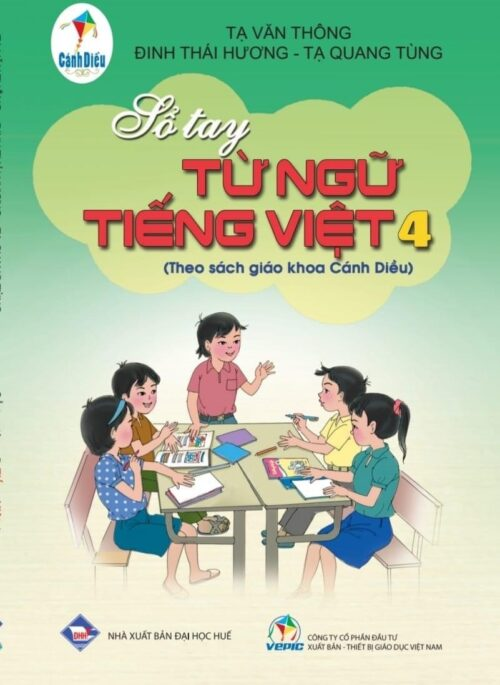 Cánh Diều
TẠ VĂN THÔNG
ĐINH THÁI HƯƠNG - TẠ QUANG TÙNG
Sổ tay
TỪ NGỮ
TIẾNG VIỆT 4
(Theo sách giáo khoa Cánh Diều)
ĐHH
NHÀ XUẤT BẢN ĐẠI HỌC HUẾ
VEPIC
CÔNG TY CỔ PHẦN ĐẦU TƯ
XUẤT BẢN - THIẾT BỊ GIÁO DỤC VIỆT NAM